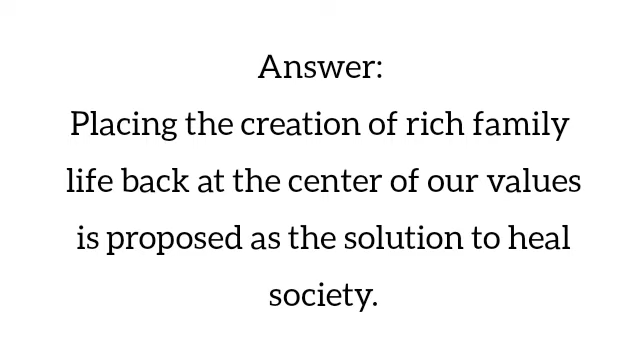 Answer:
Placing the creation of rich family
life back at the center of our values
is proposed as the solution to heal
society.